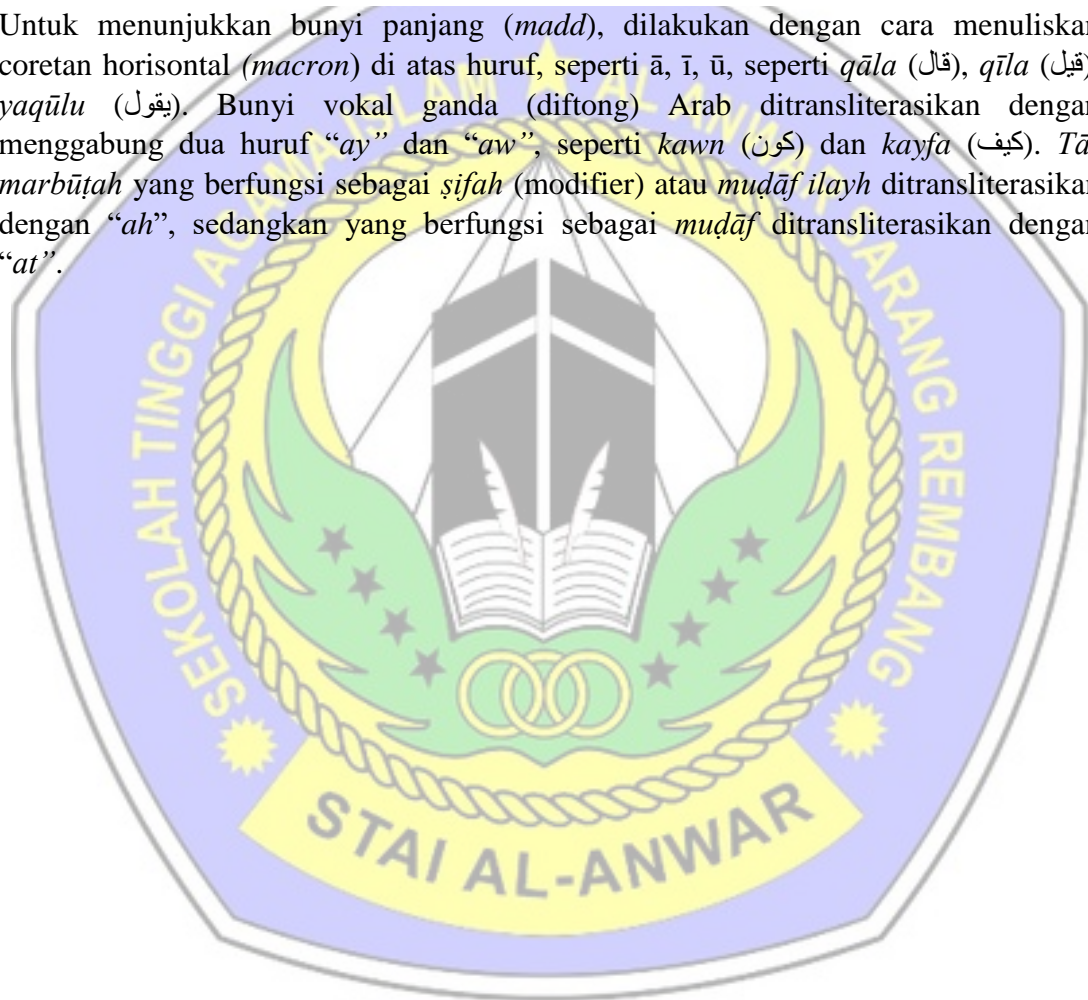 Untuk menunjukkan bunyi panjang (madd), dilakukan dengan cara menuliskan
coretan horisontal (macron) di atas huruf, seperti ā, ī, ū, seperti qāla (قال), qīla (قيل)
yaqūlu (يقول). Bunyi vokal ganda (diftong) Arab ditransliterasikan dengan
menggabung dua huruf “ay” dan “aw”, seperti kawn (كون) dan kayfa (كيف). Tā
marbūṭah yang berfungsi sebagai ṣifah (modifier) atau muḍāf ilayh ditransliterasikan
dengan “ah”, sedangkan yang berfungsi sebagai muḍāf ditransliterasikan dengan
“at”.
SEKOLAH TINGGI AGAMA ISLAM AL-ANWAR SARANG REMBANG
STAI AL-ANWAR